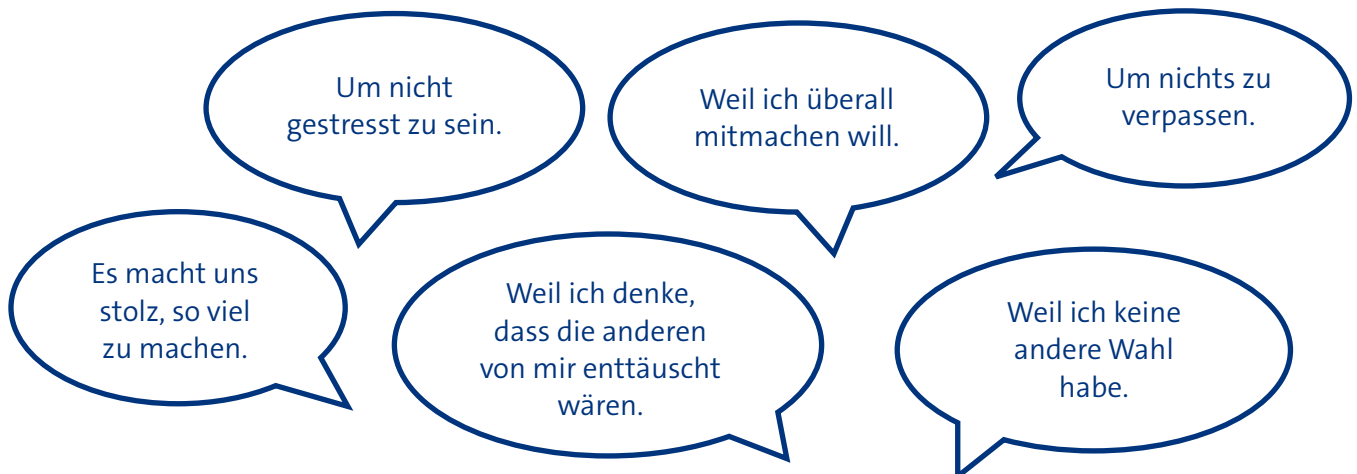 Um nicht
gestresst zu sein.
Weil ich überall
mitmachen will.
Um nichts zu
verpassen.
Es macht uns
stolz, so viel
zu machen.
Weil ich denke,
dass die anderen
von mir enttäuscht
wären.
Weil ich keine
andere Wahl
habe.